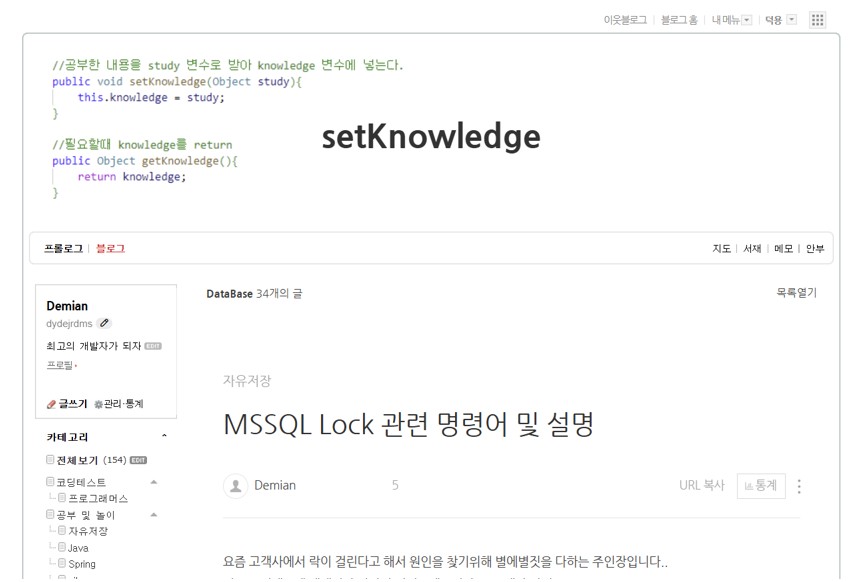 이웃블로그 블로그 홈 내 메뉴 덕용
//공부한 내용을 study 변수로 받아 knowledge 변수에 넣는다.
public void setKnowledge(Object study){
this.knowledge = study;
}
//필요할때 knowledge를 return
public Object getKnowledge(){
return knowledge;
}
setKnowledge
프롤로그 블로그
지도 서재 메모 안부
Demian
dydejrdms
최고의 개발자가 되자 EDIT
프로필
글쓰기 관리·통계
카테고리
전체보기 (154) EDIT
코딩테스트
프로그래머스
공부 및 놀이
자유저장
Java
Spring
DataBase 34개의 글
목록열기
자유저장
MSSQL Lock 관련 명령어 및 설명
Demian 5
URL 복사 통계
요즘 고객사에서 락이 걸린다고 해서 원인을 찾기위해 별에별짓을 다하는 주인장입니다..